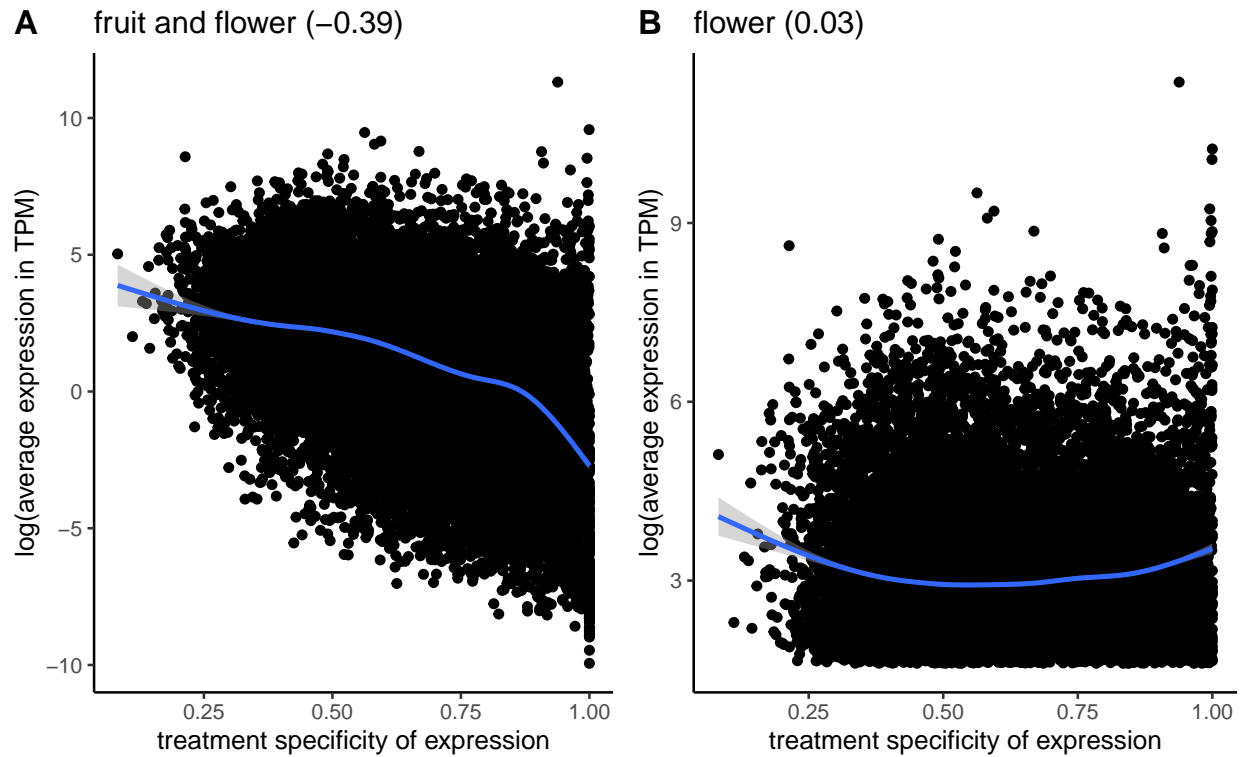 A fruit and flower (−0.39)
log(average expression in TPM)
10
5
0
−5
−10
0.25 0.50 0.75 1.00
treatment specificity of expression
B flower (0.03)
log(average expression in TPM)
9
6
3
0.25 0.50 0.75 1.00
treatment specificity of expression